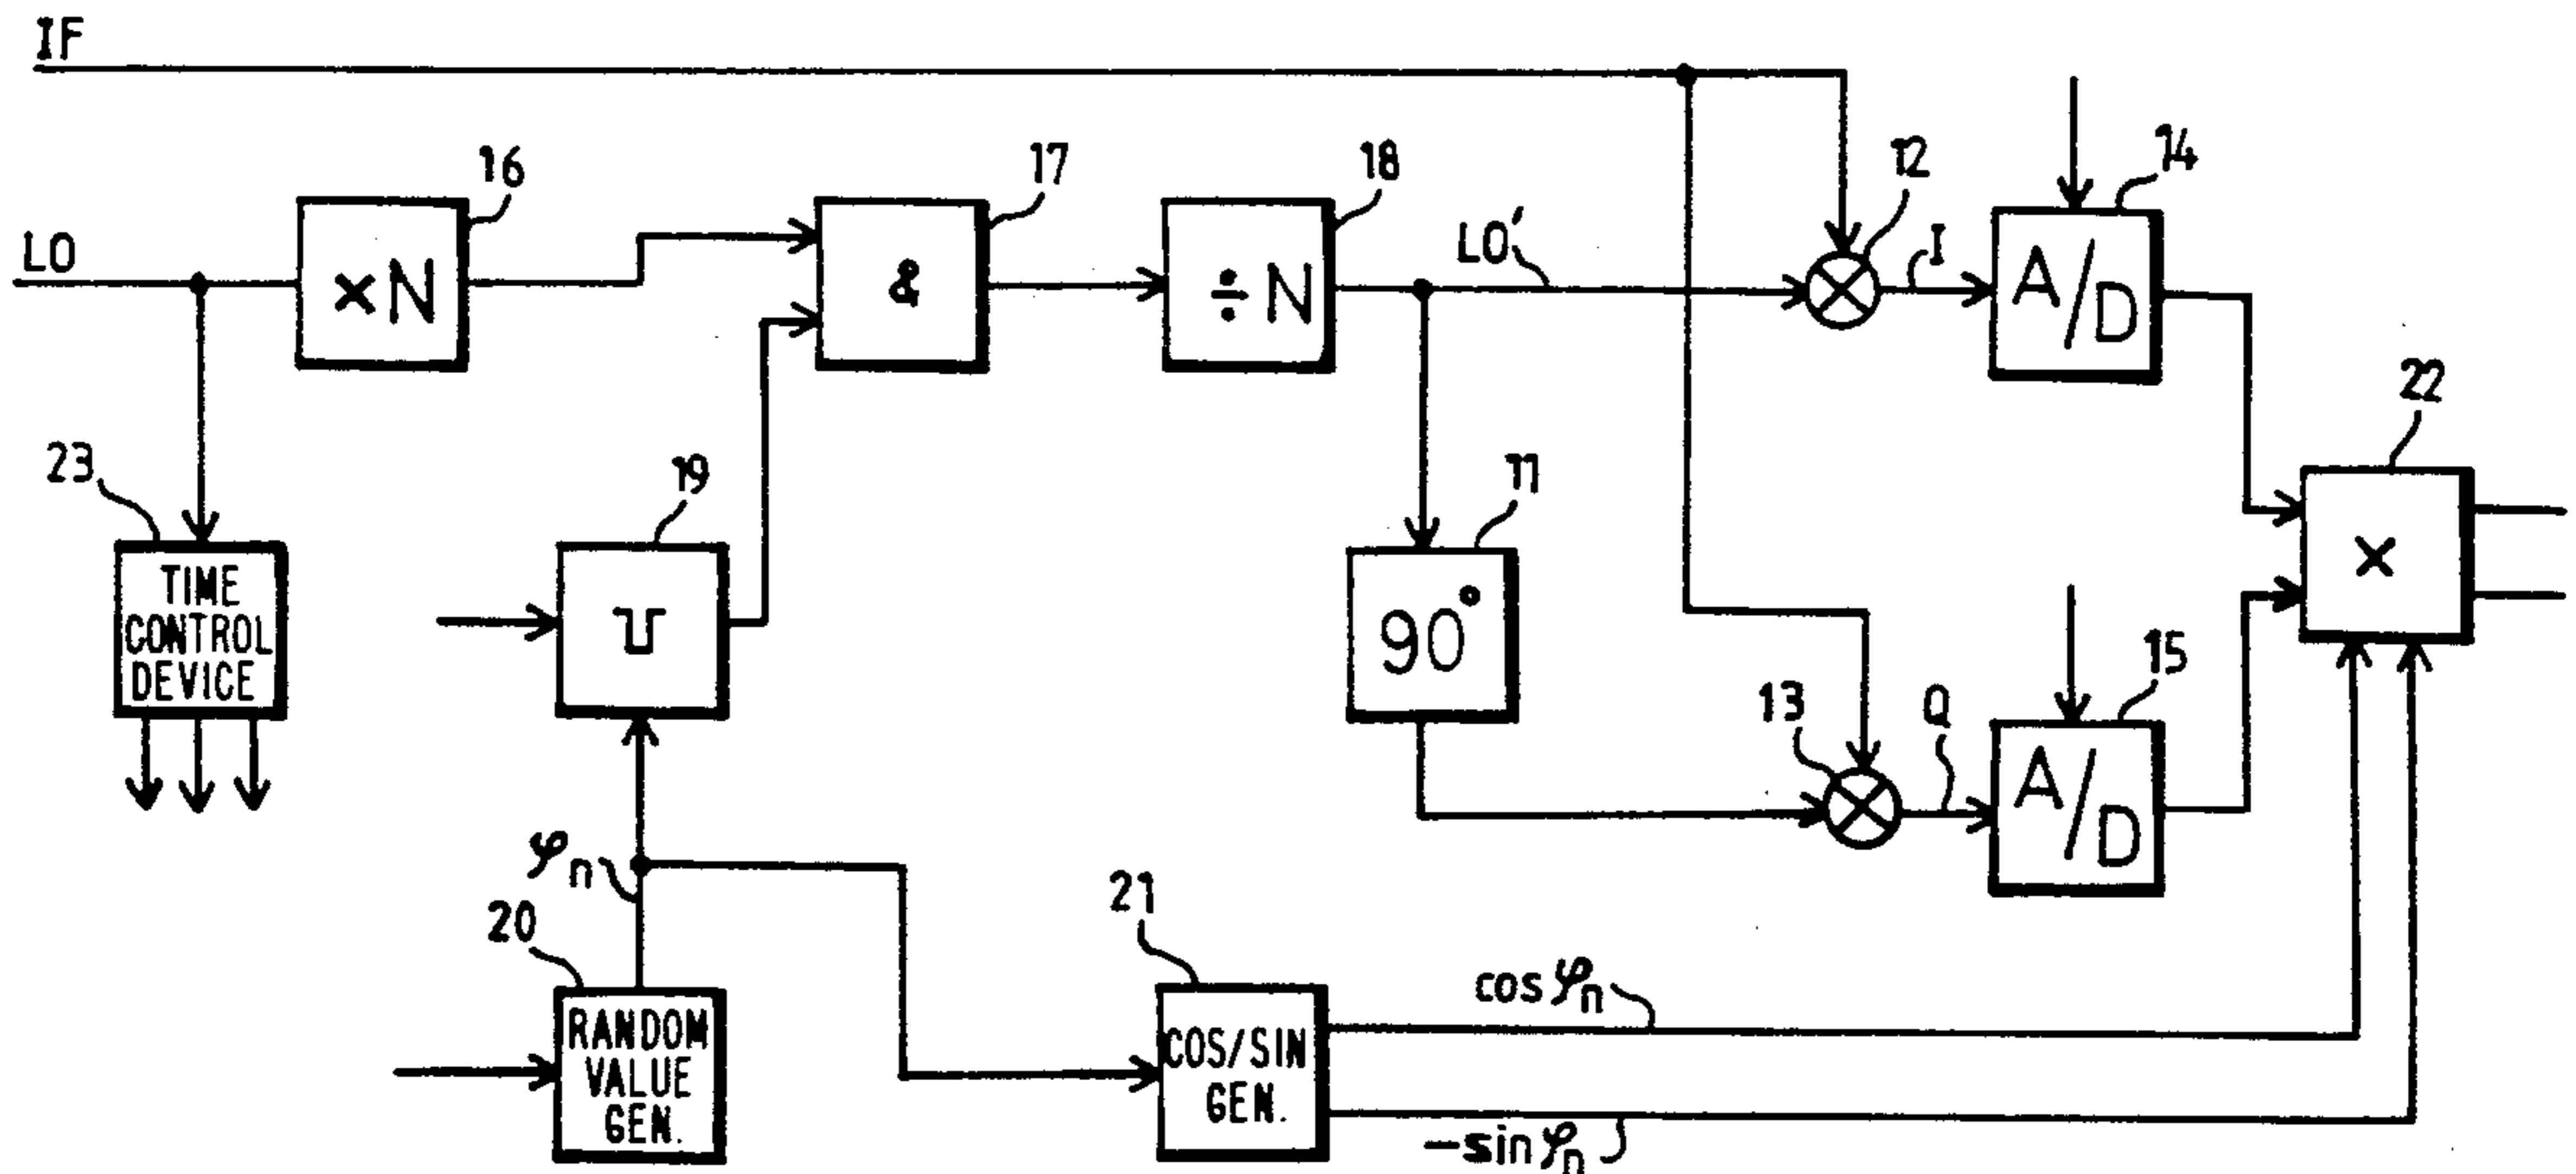 IF
LO
16
×N
17
&
18
÷N
LO'
12
I
14
A/D
22
×
23
TIME
CONTROL
DEVICE
19
11
90°
13
Q
15
A/D
φn
20
RANDOM
VALUE
GEN.
21
COS/SIN
GEN.
cos φn
-sin φn